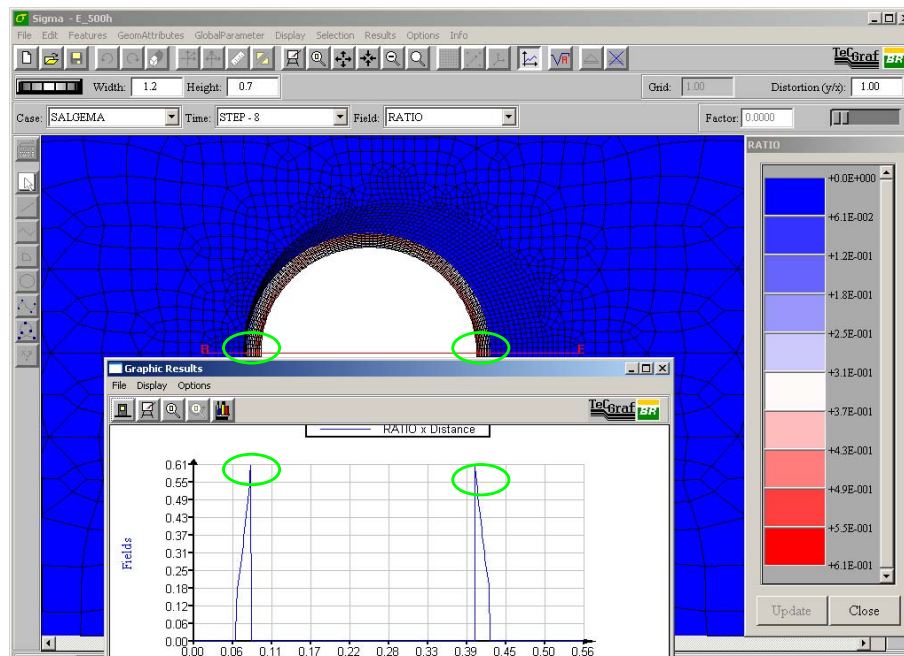 Sigma - E_500h
File Edit Features GeomAttributes GlobalParameter Display Selection Results Options Info
TeCGraf BR
Width: 1.2 Height: 0.7 Grid: 1.00 Distortion (y/x): 1.00
Case: SALGEMA Time: STEP - 8 Field: RATIO Factor: 0.0000
RATIO
+0.0E+000
+6.1E-002
+1.2E-001
+1.8E-001
+2.5E-001
+3.1E-001
+3.7E-001
+4.3E-001
+4.9E-001
+5.5E-001
+6.1E-001
Update Close
E
Graphic Results
File Display Options
TeCGraf BR
RATIO x Distance
Fields
0.61
0.55
0.49
0.43
0.37
0.31
0.25
0.18
0.12
0.06
0.00
0.00 0.06 0.11 0.17 0.22 0.28 0.33 0.39 0.45 0.50 0.56